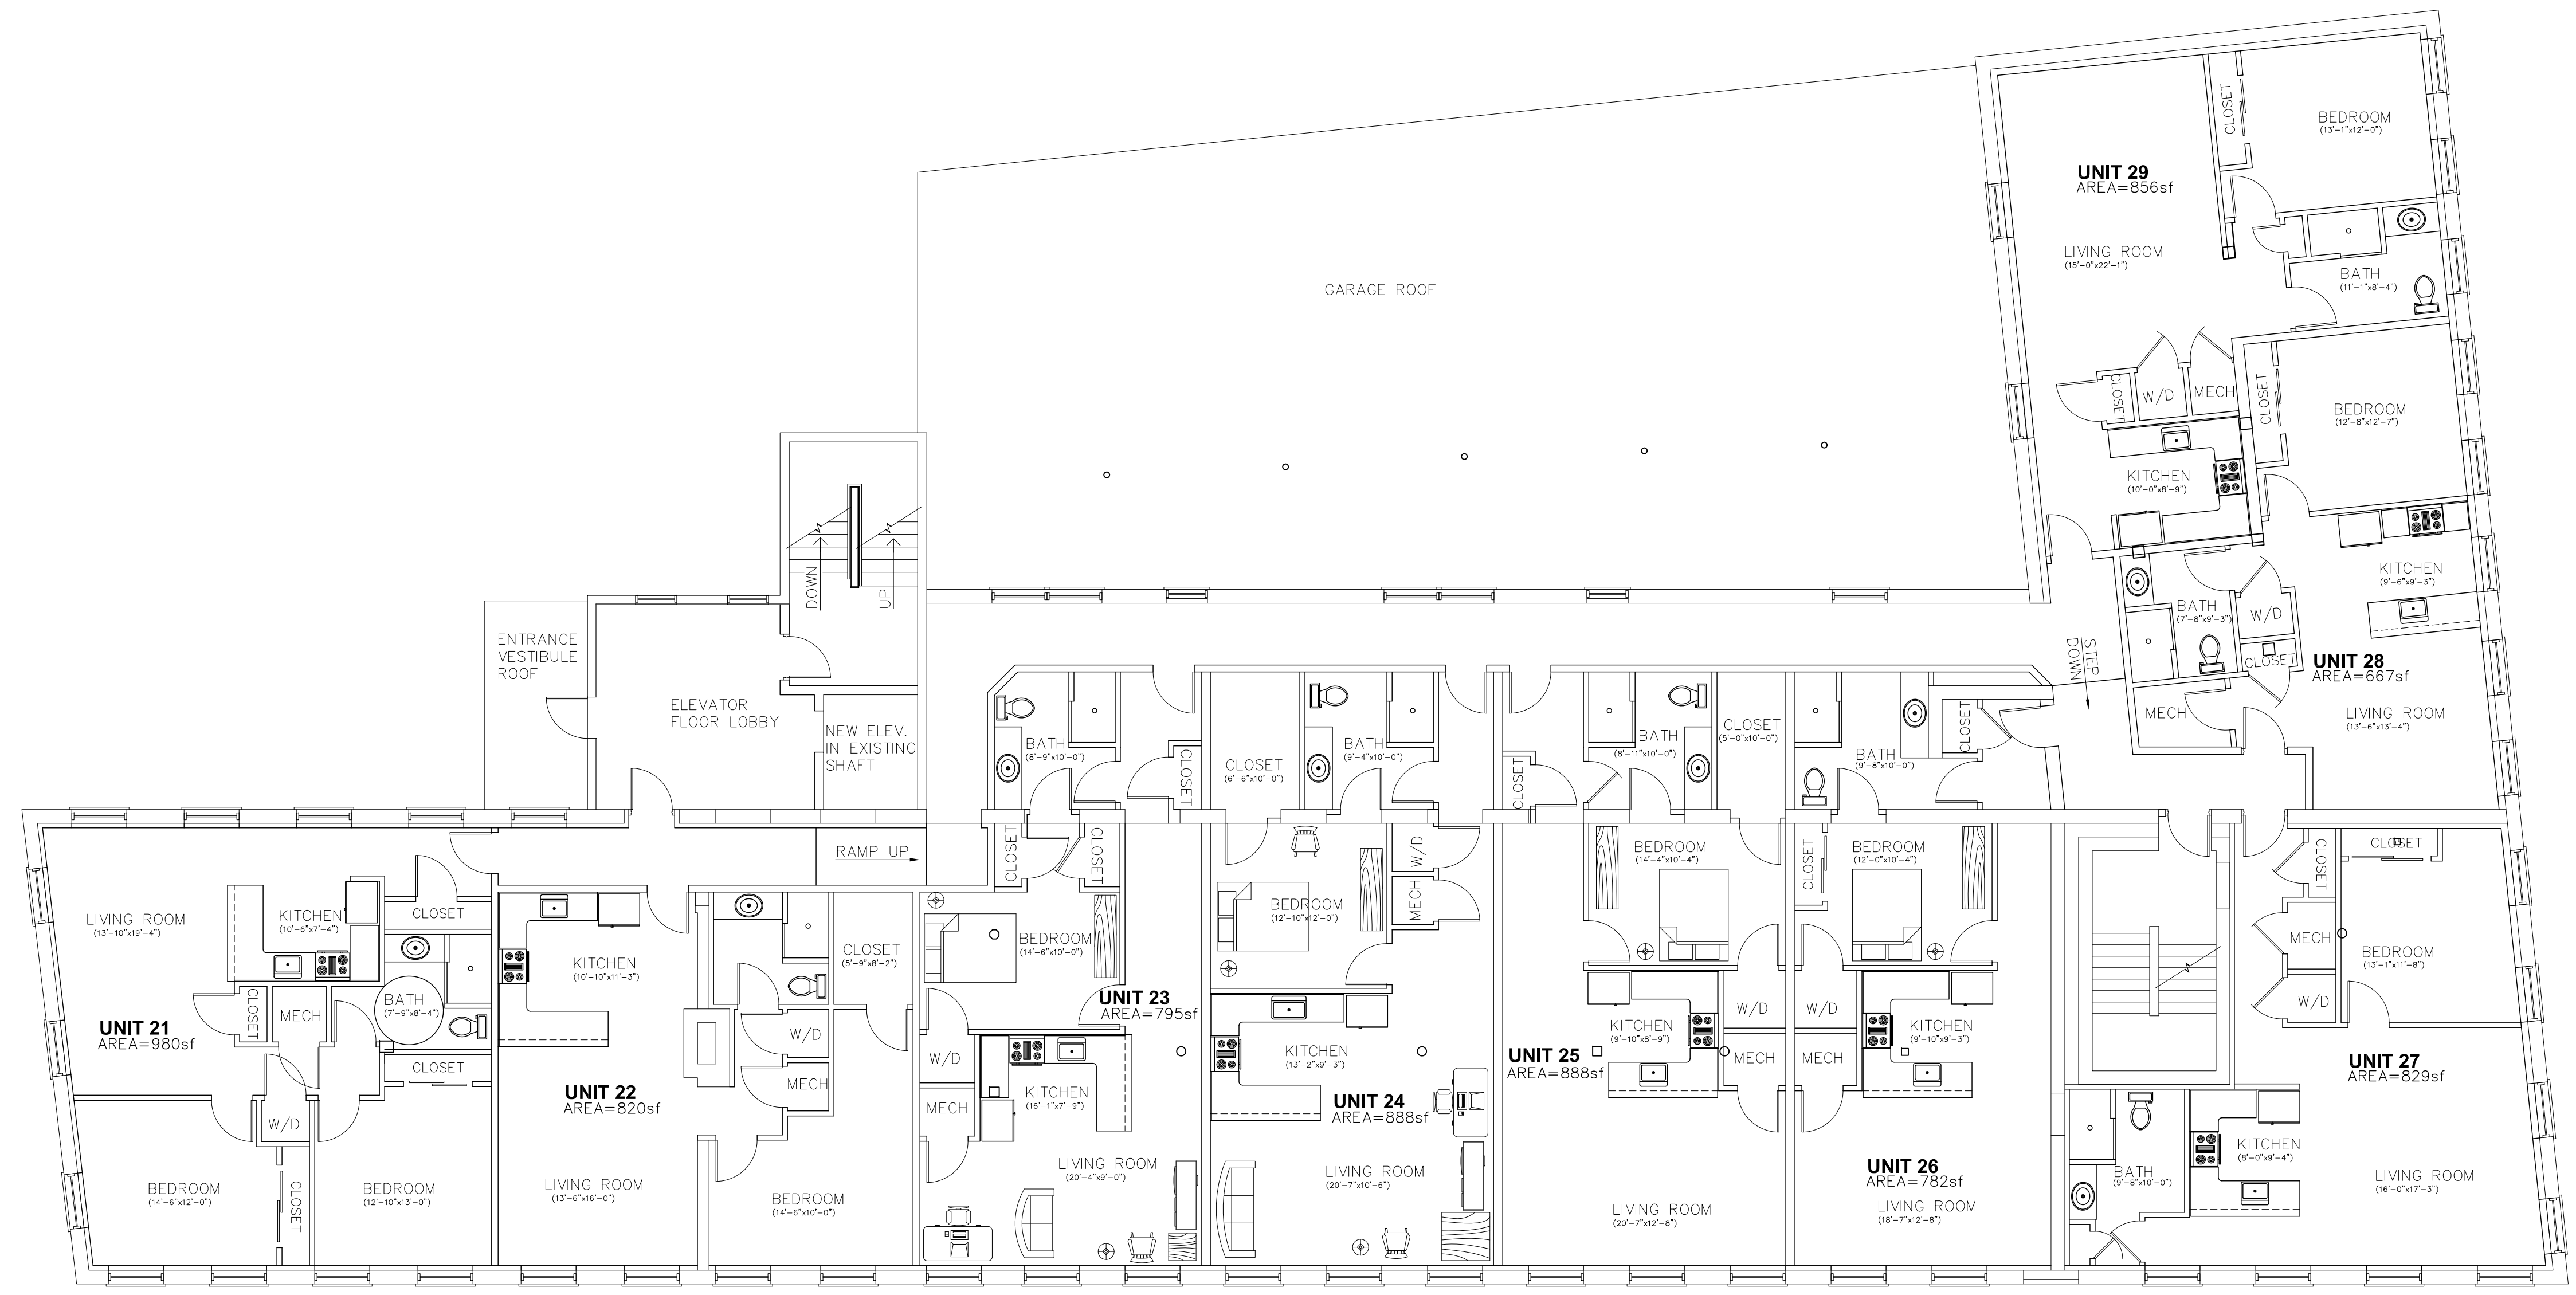 CLOSET
BEDROOM
(13'-1"x12'-0")
UNIT 29
AREA=856sf
LIVING ROOM
(15'-0"x22'-1")
BATH
(11'-1"x8'-4")
GARAGE ROOF
CLOSET
W/D
MECH
CLOSET
BEDROOM
(12'-8"x12'-7")
KITCHEN
(10'-0"x8'-9")
KITCHEN
(9'-6"x9'-3")
BATH
(7'-8"x9'-3")
W/D
CLOSET
UNIT 28
AREA=667sf
MECH
LIVING ROOM
(13'-6"x13'-4")
STEP
DOWN
DOWN
UP
ENTRANCE
VESTIBULE
ROOF
ELEVATOR
FLOOR LOBBY
NEW ELEV.
IN EXISTING
SHAFT
RAMP UP
BATH
(8'-9"x10'-0")
CLOSET
CLOSET
(6'-6"x10'-0")
BATH
(9'-4"x10'-0")
CLOSET
BATH
(8'-11"x10'-0")
CLOSET
(5'-0"x10'-0")
BATH
(9'-8"x10'-0")
CLOSET
LIVING ROOM
(13'-10"x19'-4")
KITCHEN
(10'-6"x7'-4")
CLOSET
CLOSET
MECH
BATH
(7'-9"x8'-4")
UNIT 21
AREA=980sf
CLOSET
W/D
BEDROOM
(14'-6"x12'-0")
CLOSET
BEDROOM
(12'-10"x13'-0")
KITCHEN
(10'-10"x11'-3")
UNIT 22
AREA=820sf
LIVING ROOM
(13'-6"x16'-0")
CLOSET
(5'-9"x8'-2")
W/D
MECH
BEDROOM
(14'-6"x10'-0")
CLOSET
CLOSET
BEDROOM
(14'-6"x10'-0")
UNIT 23
AREA=795sf
W/D
MECH
KITCHEN
(16'-1"x7'-9")
LIVING ROOM
(20'-4"x9'-0")
W/D
MECH
BEDROOM
(12'-10"x12'-0")
KITCHEN
(13'-2"x9'-3")
UNIT 24
AREA=888sf
LIVING ROOM
(20'-7"x10'-6")
BEDROOM
(14'-4"x10'-4")
UNIT 25
AREA=888sf
KITCHEN
(9'-10"x8'-9")
W/D
MECH
LIVING ROOM
(20'-7"x12'-8")
CLOSET
BEDROOM
(12'-0"x10'-4")
W/D
MECH
KITCHEN
(9'-10"x9'-3")
UNIT 26
AREA=782sf
LIVING ROOM
(18'-7"x12'-8")
CLOSET
CLOSET
MECH
W/D
BEDROOM
(13'-1"x11'-8")
UNIT 27
AREA=829sf
KITCHEN
(8'-0"x9'-4")
BATH
(9'-8"x10'-0")
LIVING ROOM
(16'-0"x17'-3")